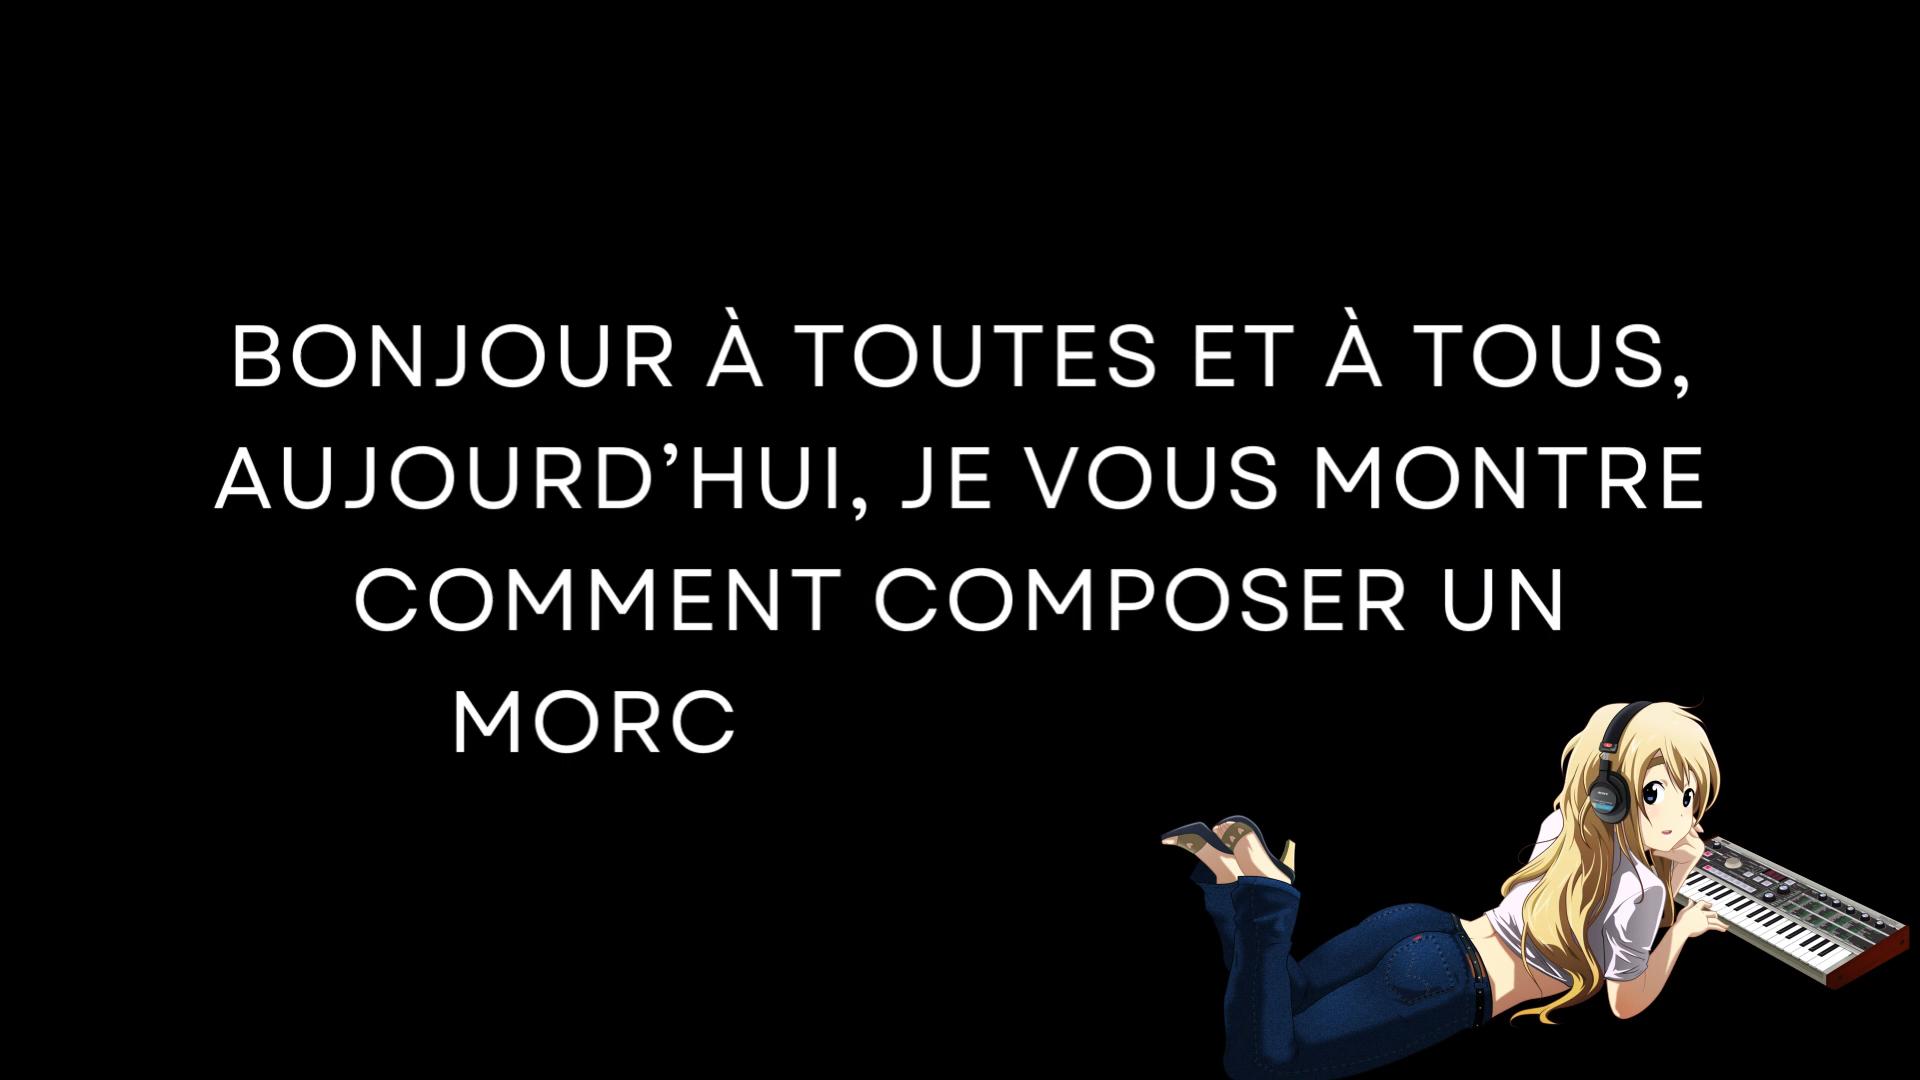 BONJOUR À TOUTES ET À TOUS,
AUJOURD’HUI, JE VOUS MONTRE
COMMENT COMPOSER UN
MORC